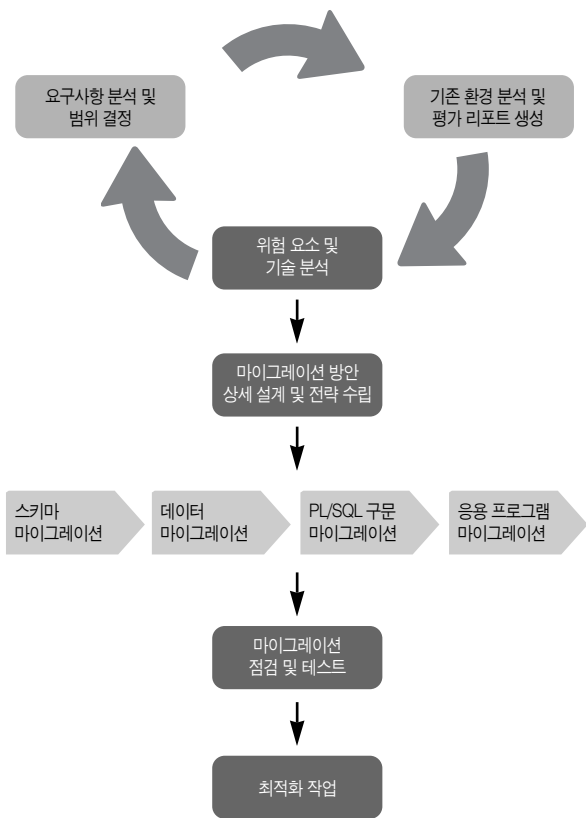 요구사항 분석 및
범위 결정
기존 환경 분석 및
평가 리포트 생성
위험 요소 및
기술 분석
마이그레이션 방안
상세 설계 및 전략 수립
스키마
마이그레이션
데이터
마이그레이션
PL/SQL 구문
마이그레이션
응용 프로그램
마이그레이션
마이그레이션
점검 및 테스트
최적화 작업